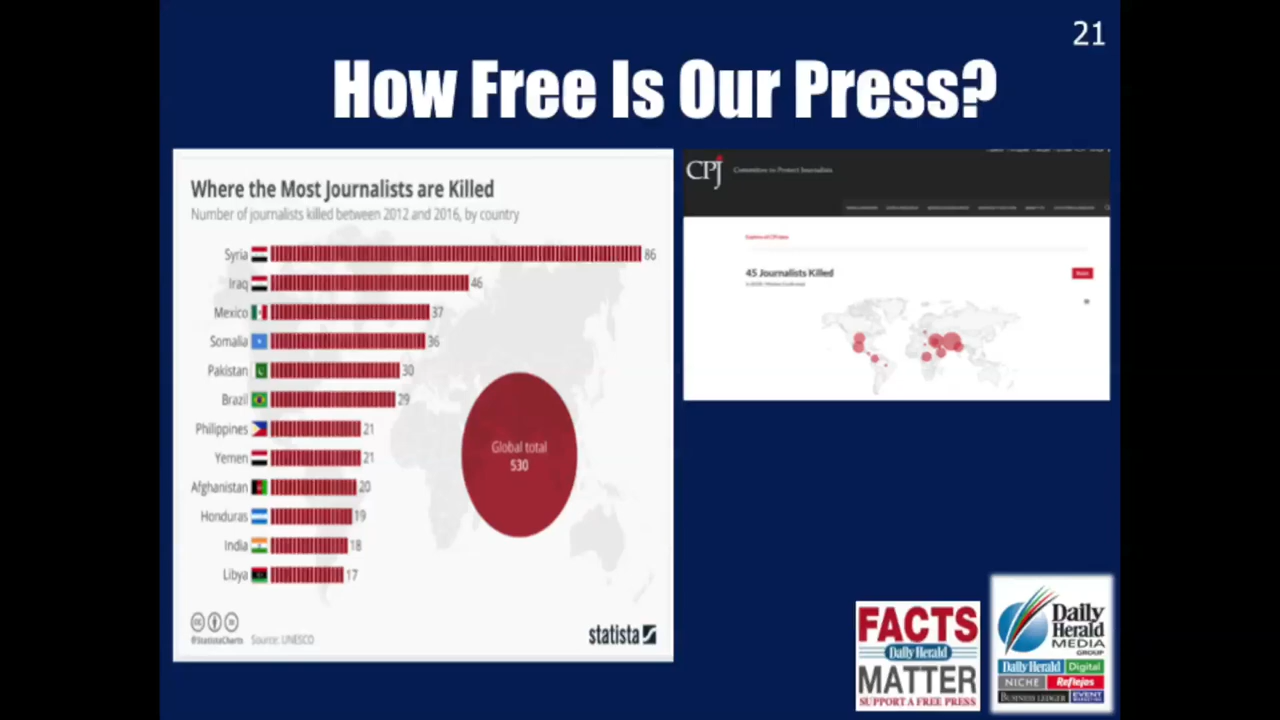 21
How Free Is Our Press?
Where the Most Journalists are Killed
Number of journalists killed between 2012 and 2016, by country
Syria 86
Iraq 46
Mexico 37
Somalia 36
Pakistan 30
Brazil 29
Philippines 21
Yemen 21
Afghanistan 20
Honduras 19
India 18
Libya 17
Global total
530
@StatistaCharts Source: UNESCO
statista
CPJ Committee to Protect Journalists
45 Journalists Killed
FACTS
Daily Herald
MATTER
SUPPORT A FREE PRESS
Daily
Herald
MEDIA
GROUP
Daily Herald Digital
NICHE Reflejos
BUSINESS LEDGER EVENT